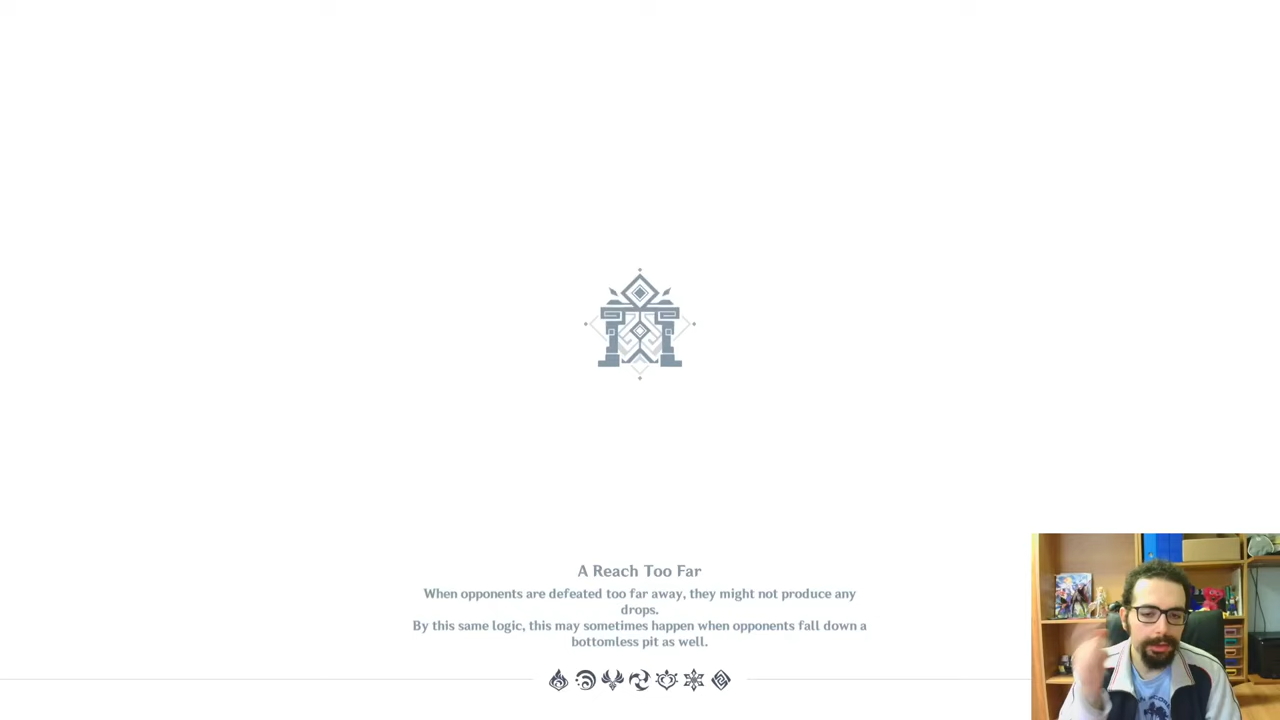 A Reach Too Far
When opponents are defeated too far away, they might not produce any
drops.
By this same logic, this may sometimes happen when opponents fall down a
bottomless pit as well.